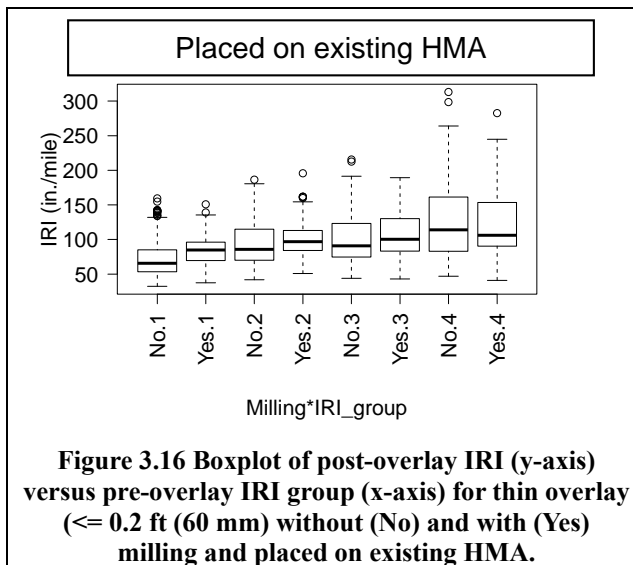 Placed on existing HMA
IRI (in./mile)
300
250
200
150
100
50
No.1
Yes.1
No.2
Yes.2
No.3
Yes.3
No.4
Yes.4
Milling*IRI_group
Figure 3.16 Boxplot of post-overlay IRI (y-axis)
versus pre-overlay IRI group (x-axis) for thin overlay
(<= 0.2 ft (60 mm) without (No) and with (Yes)
milling and placed on existing HMA.